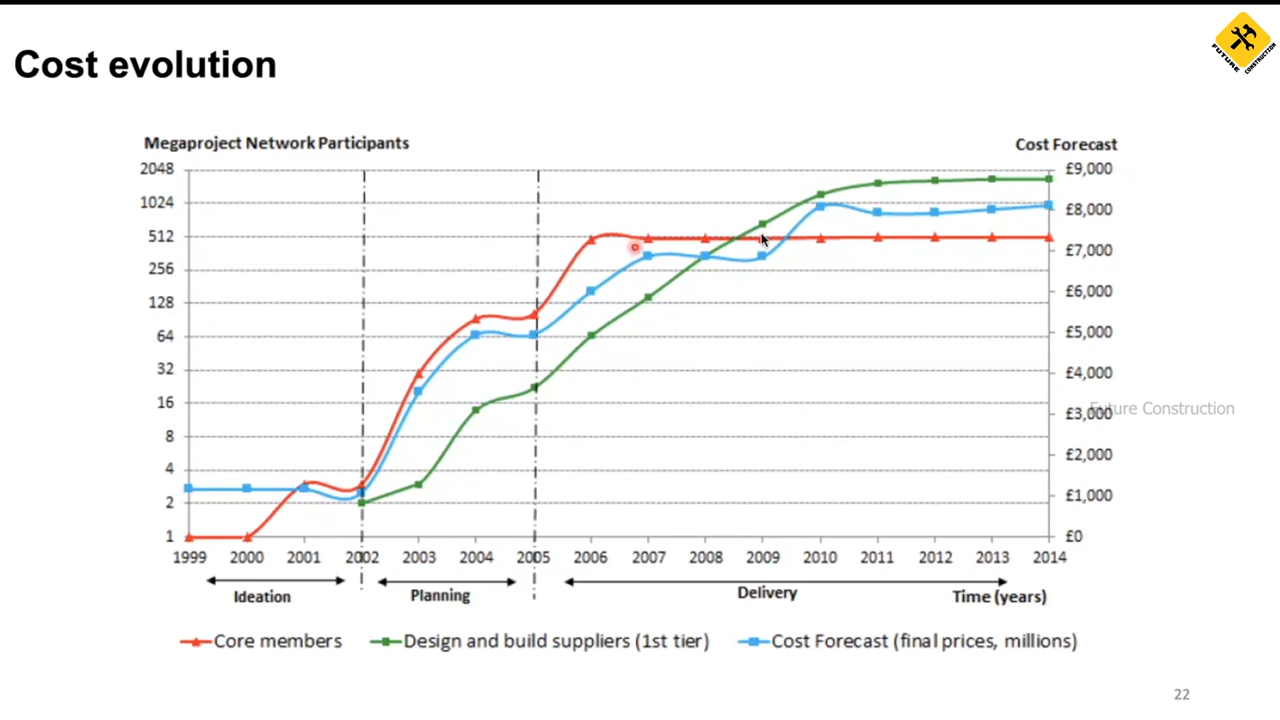 FUTURE CONSTRUCTION
Cost evolution
Megaproject Network Participants
Cost Forecast
2048
1024
512
256
128
64
32
16
8
4
2
1
£9,000
£8,000
£7,000
£6,000
£5,000
£4,000
£3,000
£2,000
£1,000
£0
Future Construction
1999 2000 2001 2002 2003 2004 2005 2006 2007 2008 2009 2010 2011 2012 2013 2014
Ideation Planning Delivery Time (years)
Core members Design and build suppliers (1st tier) Cost Forecast (final prices, millions)
22